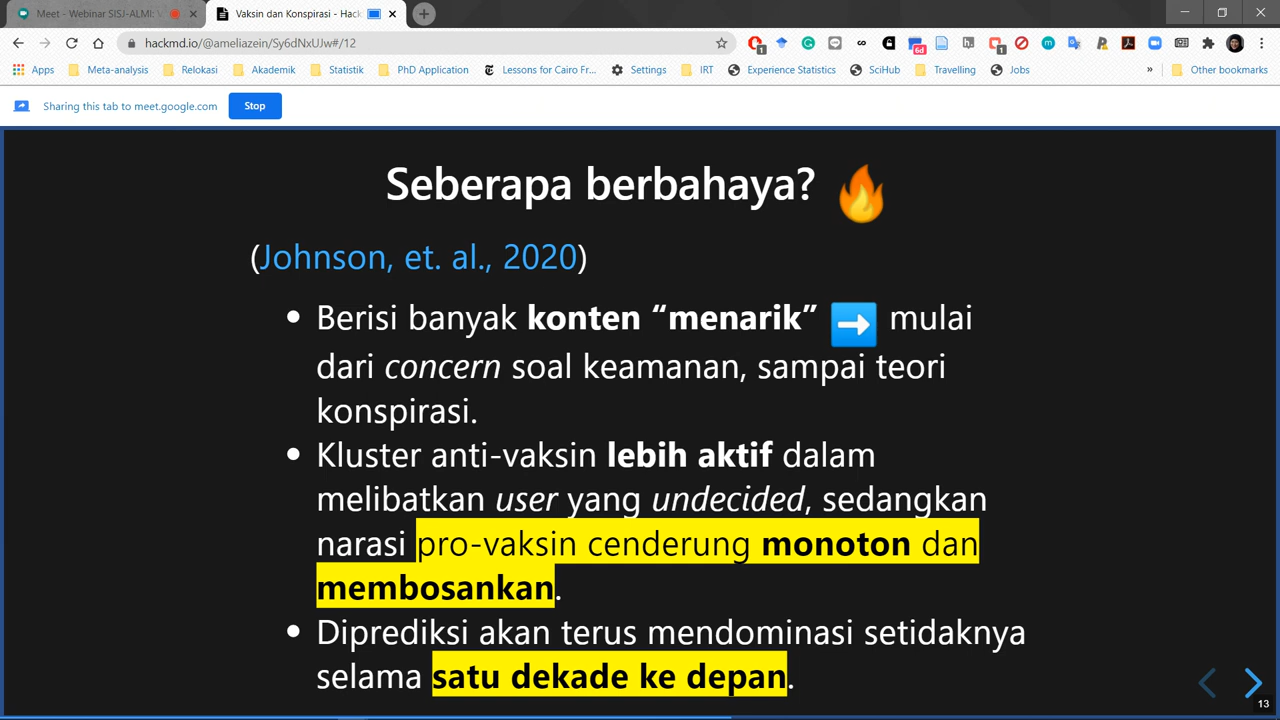 Meet - Webinar SISJ-ALMI: V
Vaksin dan Konspirasi - Hack
hackmd.io/@ameliazein/Sy6dNxUJw#/12
1
6d
1
Apps
Meta-analysis
Relokasi
Akademik
Statistik
PhD Application
Lessons for Cairo Fr...
Settings
IRT
Experience Statistics
SciHub
Travelling
Jobs
»
Other bookmarks
Sharing this tab to meet.google.com
Stop
Seberapa berbahaya?
(Johnson, et. al., 2020)
• Berisi banyak konten “menarik” ➡ mulai
dari concern soal keamanan, sampai teori
konspirasi.
• Kluster anti-vaksin lebih aktif dalam
melibatkan user yang undecided, sedangkan
narasi pro-vaksin cenderung monoton dan
membosankan.
• Diprediksi akan terus mendominasi setidaknya
selama satu dekade ke depan.
13